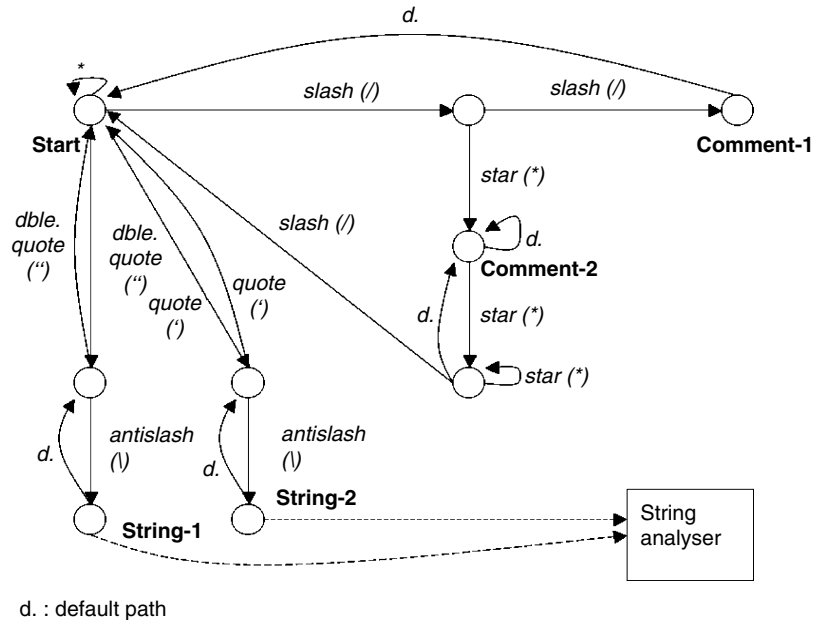 d.
*
slash (/)
slash (/)
Start
Comment-1
star (*)
dble.
quote
(“)
dble.
quote
(“)
slash (/)
d.
quote
(‘)
quote
(‘)
Comment-2
d.
star (*)
star (*)
antislash
(\)
antislash
(\)
d.
d.
String-1
String-2
String
analyser
d. : default path